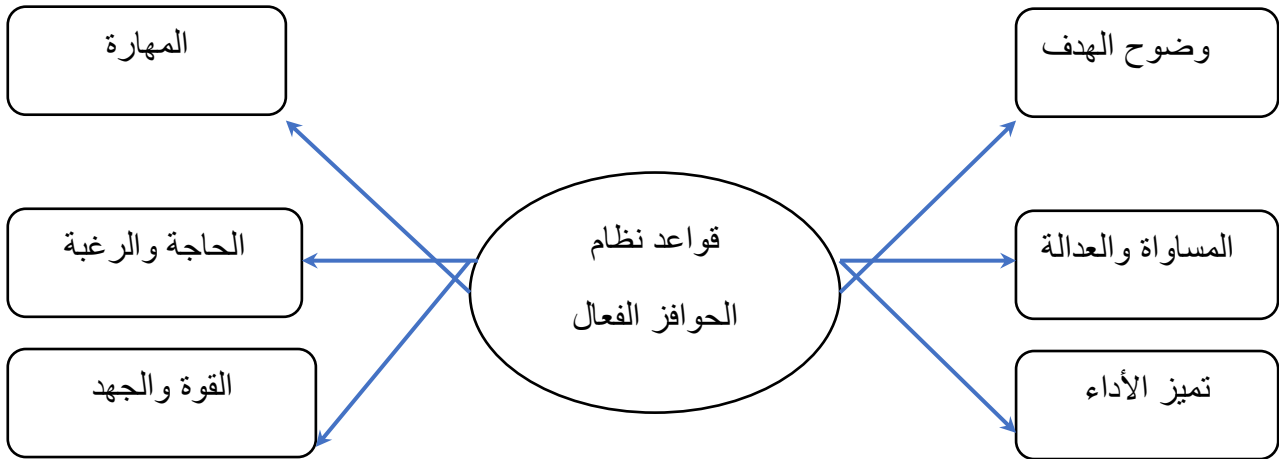 وضوح الهدف
المهارة
قواعد نظام
الحوافز الفعال
المساواة والعدالة
الحاجة والرغبة
تميز الأداء
القوة والجهد